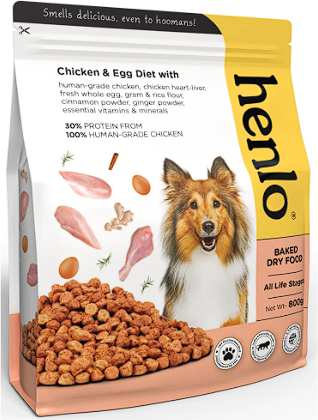 Smells delicious, even to hoomans!
Chicken & Egg Diet with
human-grade chicken, chicken heart-liver,
fresh whole egg, gram & rice flour,
cinnamon powder, ginger powder,
essential vitamins & minerals
30% PROTEIN FROM
100% HUMAN-GRADE CHICKEN
henlo
BAKED
DRY FOOD
All Life Stages
Net Wt- 800g